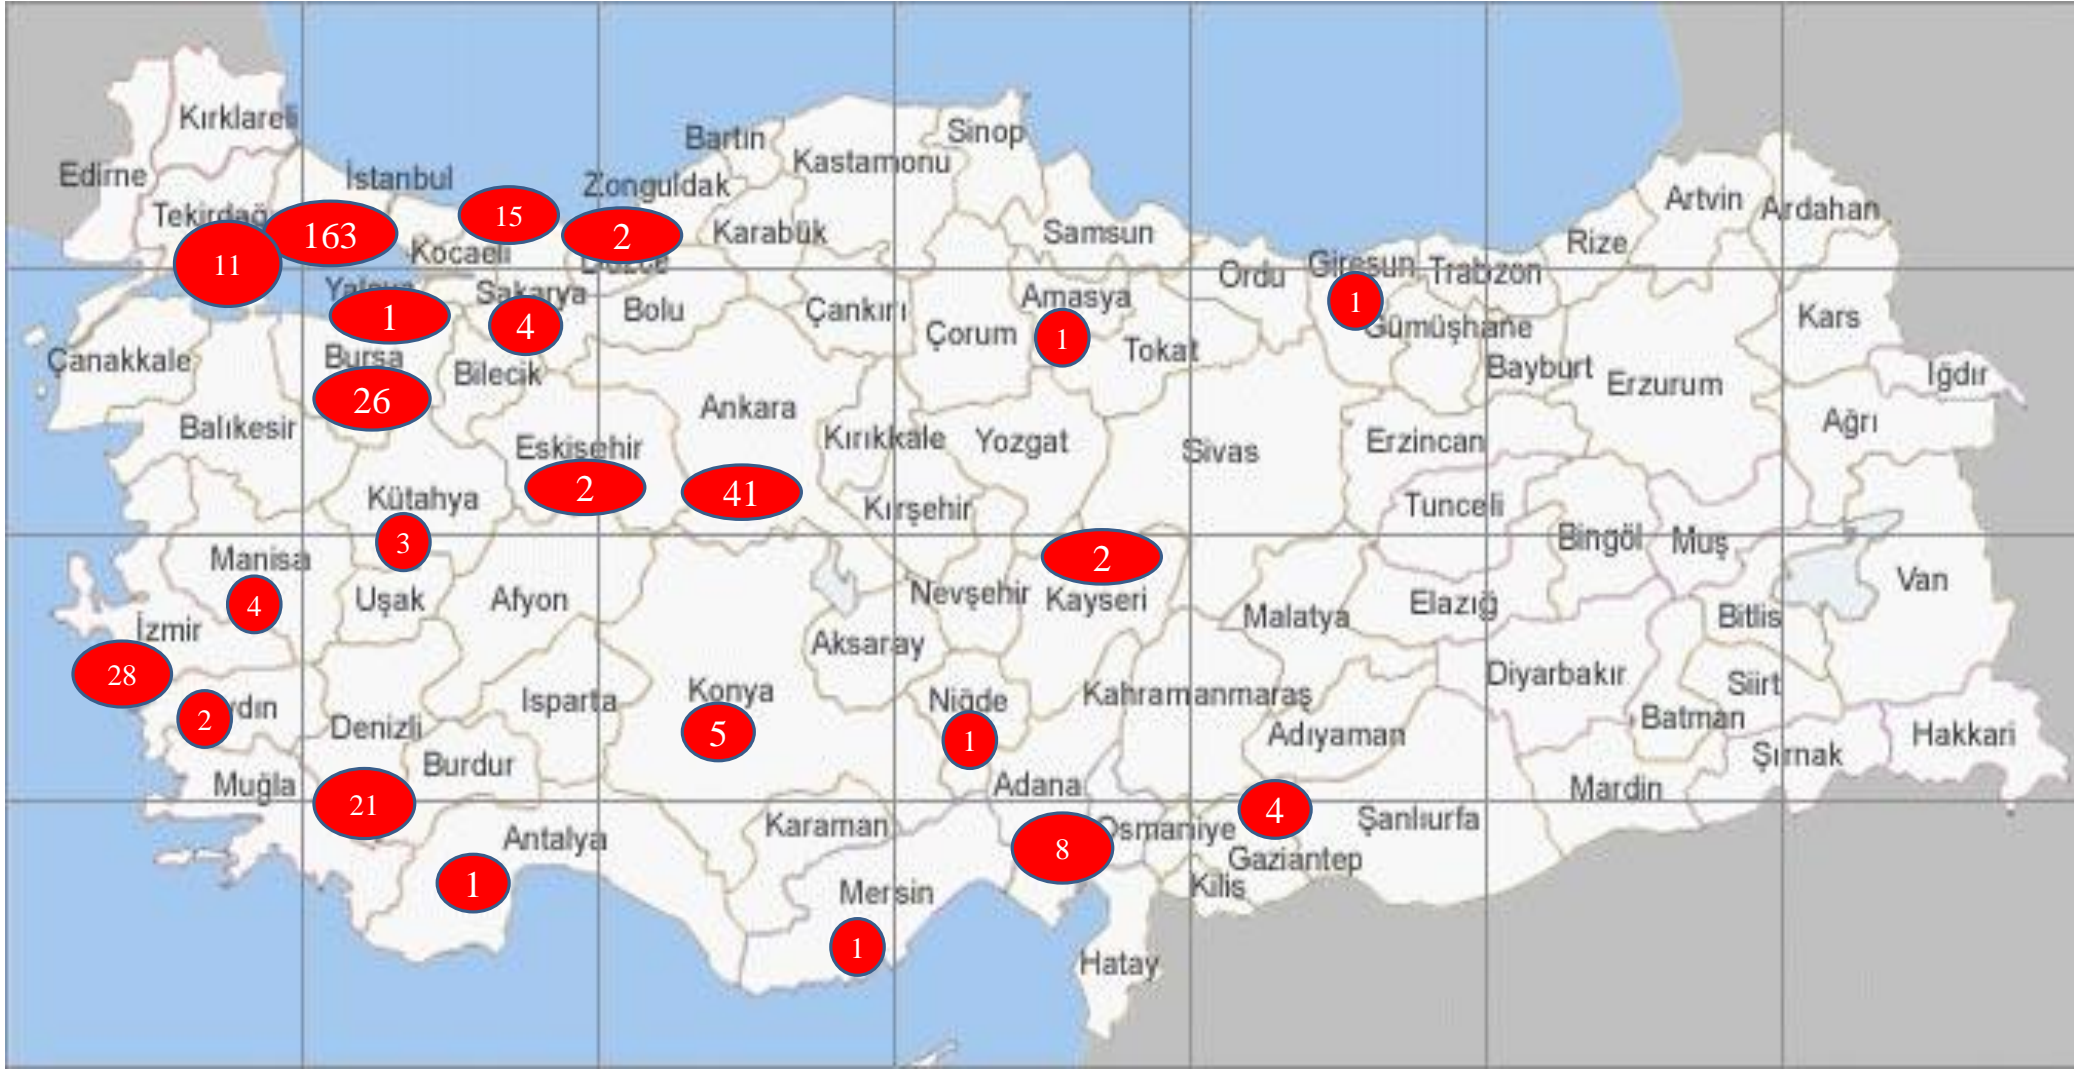 Kırklareli
Edirne
Tekirdağ
İstanbul
163
11
Kocaeli
15
Zonguldak
Bartın
Kastamonu
Sinop
2
Düzce
Karabük
Samsun
Yalova
1
Sakarya
4
Bolu
Çankırı
Çorum
Amasya
1
Tokat
Ordu
Giresun
1
Trabzon
Rize
Artvin
Ardahan
Gümüşhane
Bayburt
Erzurum
Kars
Iğdır
Ağrı
Çanakkale
Balıkesir
Bursa
26
Bilecik
Eskişehir
2
Ankara
41
Kırıkkale
Yozgat
Sivas
Erzincan
Tunceli
Bingöl
Muş
Kütahya
3
Kırşehir
Manisa
4
Uşak
Afyon
Nevşehir
2
Kayseri
Malatya
Elazığ
Bitlis
Van
İzmir
28
2
ydın
Denizli
Isparta
Konya
5
Aksaray
Niğde
1
Kahramanmaraş
Adıyaman
Diyarbakır
Siirt
Batman
Şırnak
Hakkari
Mardin
Muğla
21
Burdur
Antalya
1
Karaman
Mersin
1
Adana
8
Osmaniye
4
Gaziantep
Kilis
Şanlıurfa
Hatay